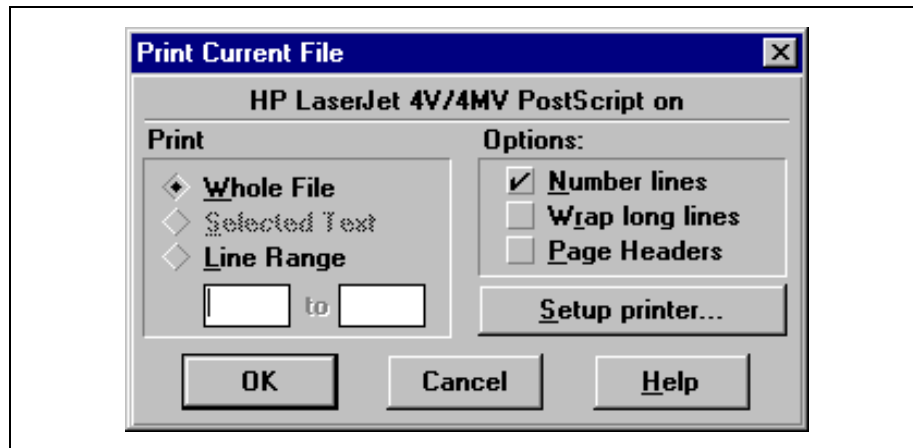 Print Current File
HP LaserJet 4V/4MV PostScript on
Print
Whole File
Selected Text
Line Range
to
Options:
Number lines
Wrap long lines
Page Headers
Setup printer...
OK
Cancel
Help